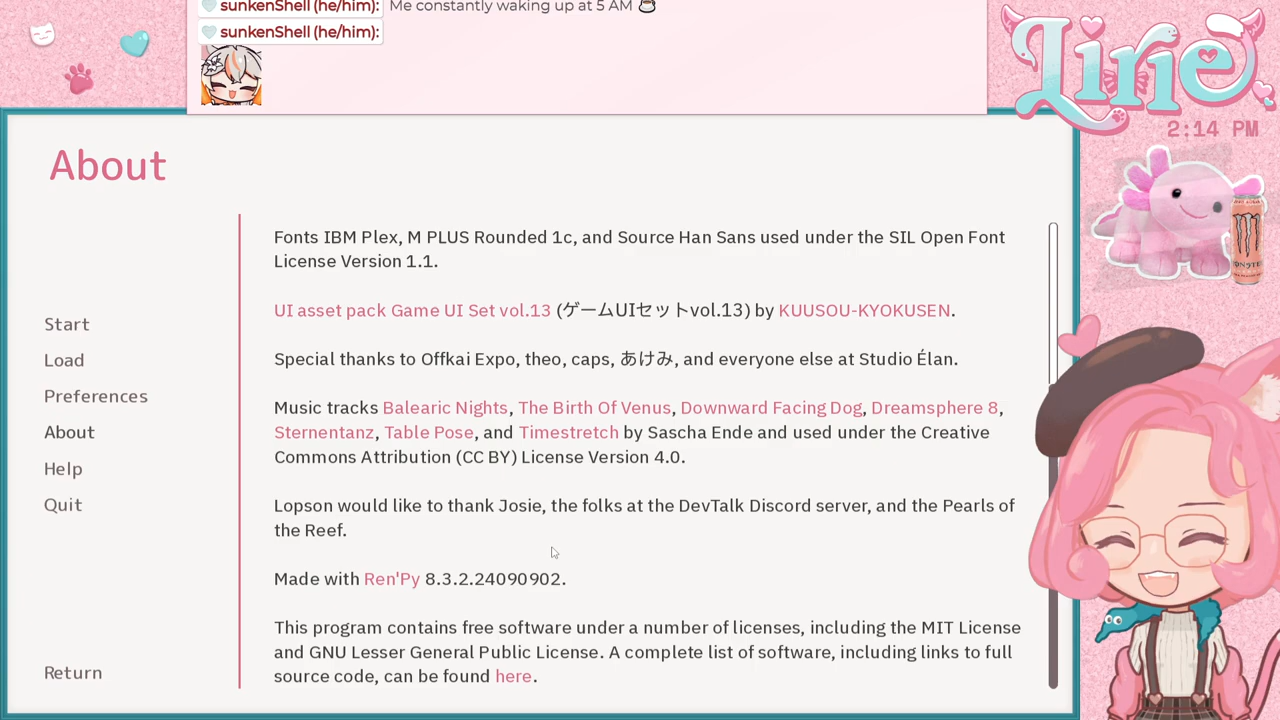 sunkenShell (he/him): Me constantly waking up at 5 AM
sunkenShell (he/him):
Lirie
2:14 PM
MONSTER
About
Start
Load
Preferences
About
Help
Quit
Return
Fonts IBM Plex, M PLUS Rounded 1c, and Source Han Sans used under the SIL Open Font
License Version 1.1.
UI asset pack Game UI Set vol.13 (ゲームUIセットvol.13) by KUUSOU-KYOKUSEN.
Special thanks to Offkai Expo, theo, caps, あけみ, and everyone else at Studio Élan.
Music tracks Balearic Nights, The Birth Of Venus, Downward Facing Dog, Dreamsphere 8,
Sternentanz, Table Pose, and Timestretch by Sascha Ende and used under the Creative
Commons Attribution (CC BY) License Version 4.0.
Lopson would like to thank Josie, the folks at the DevTalk Discord server, and the Pearls of
the Reef.
Made with Ren'Py 8.3.2.24090902.
This program contains free software under a number of licenses, including the MIT License
and GNU Lesser General Public License. A complete list of software, including links to full
source code, can be found here.